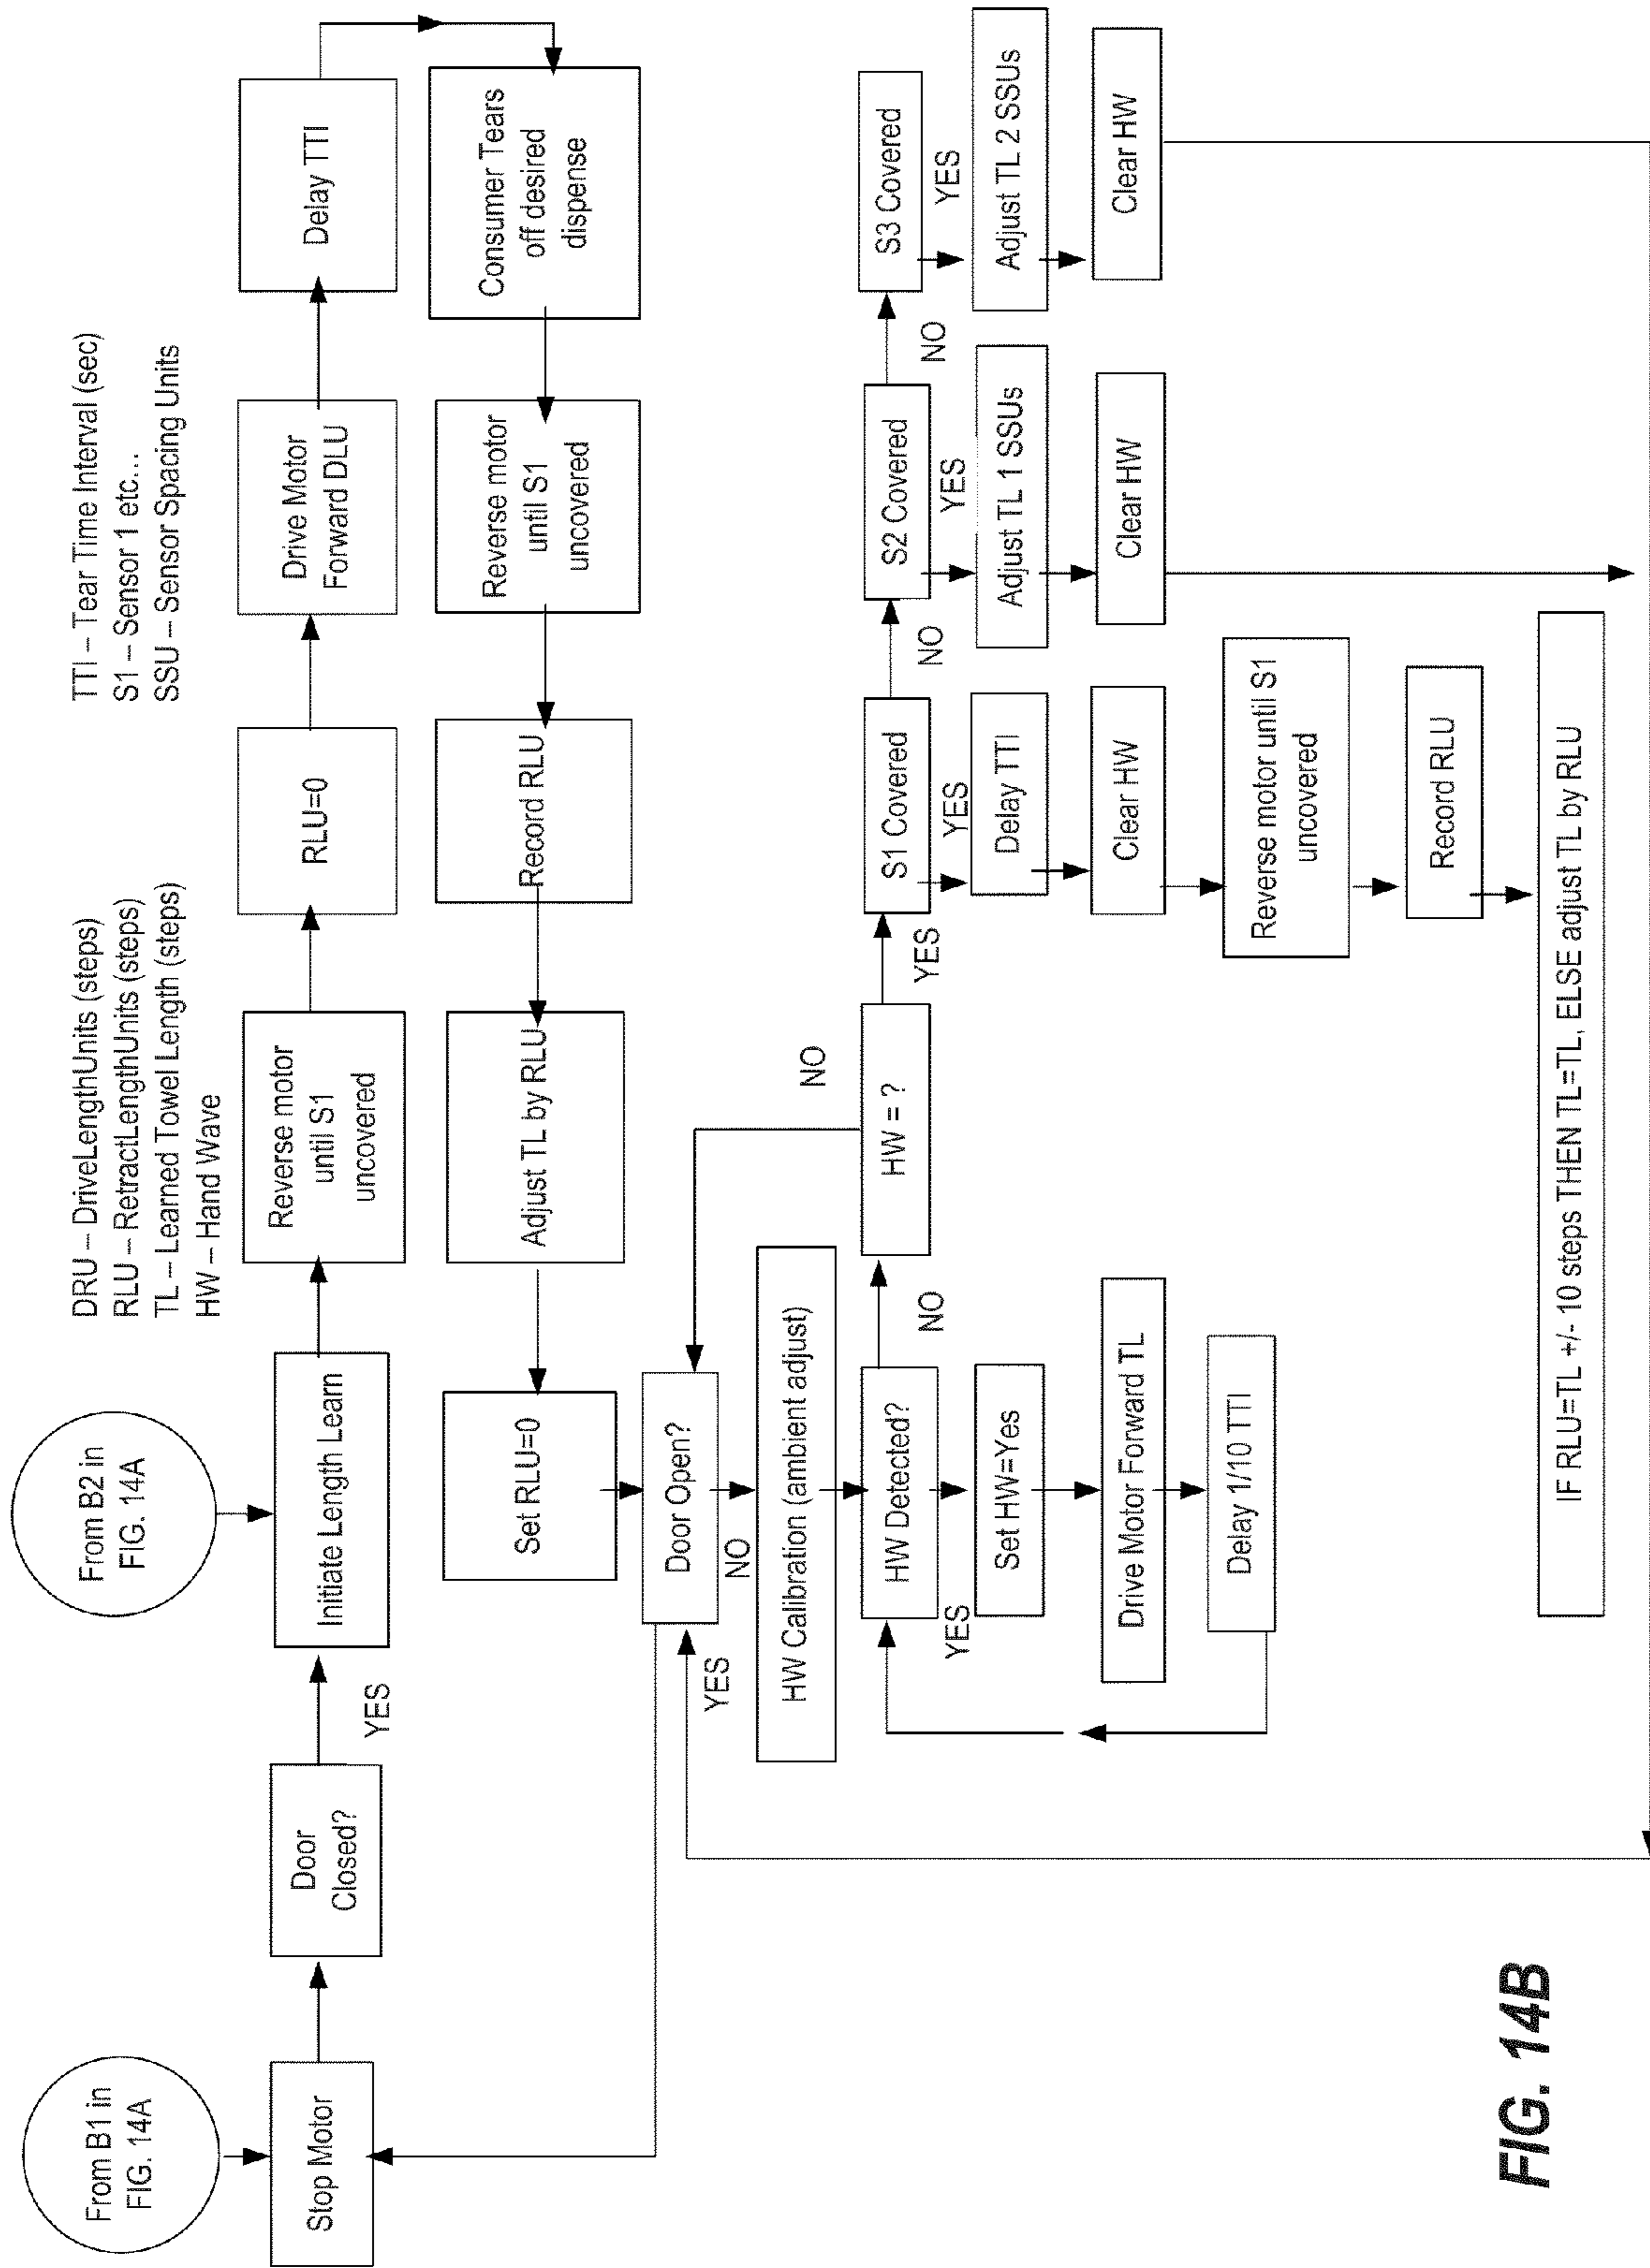 From B1 in
FIG. 14A
From B2 in
FIG. 14A
DRU – DriveLengthUnits (steps)
RLU – RetractLengthUnits (steps)
TL – Learned Towel Length (steps)
HW – Hand Wave
TTI – Tear Time Interval (sec)
S1 – Sensor 1 etc...
SSU – Sensor Spacing Units
Stop Motor
Door
Closed?
YES
Initiate Length Learn
Reverse motor
until S1
uncovered
RLU=0
Drive Motor
Forward DLU
Delay TTI
Consumer Tears
off desired
dispense
Reverse motor
until S1
uncovered
Record RLU
Adjust TL by RLU
Set RLU=0
Door Open?
YES
NO
HW Calibration (ambient adjust)
HW Detected?
YES
NO
Set HW=Yes
Drive Motor Forward TL
Delay 1/10 TTI
HW = ?
NO
YES
S1 Covered
NO
YES
Delay TTI
Clear HW
Reverse motor until S1
uncovered
Record RLU
S2 Covered
NO
YES
Adjust TL 1 SSUs
Clear HW
S3 Covered
YES
Adjust TL 2 SSUs
Clear HW
IF RLU=TL +/- 10 steps THEN TL=TL, ELSE adjust TL by RLU
FIG. 14B